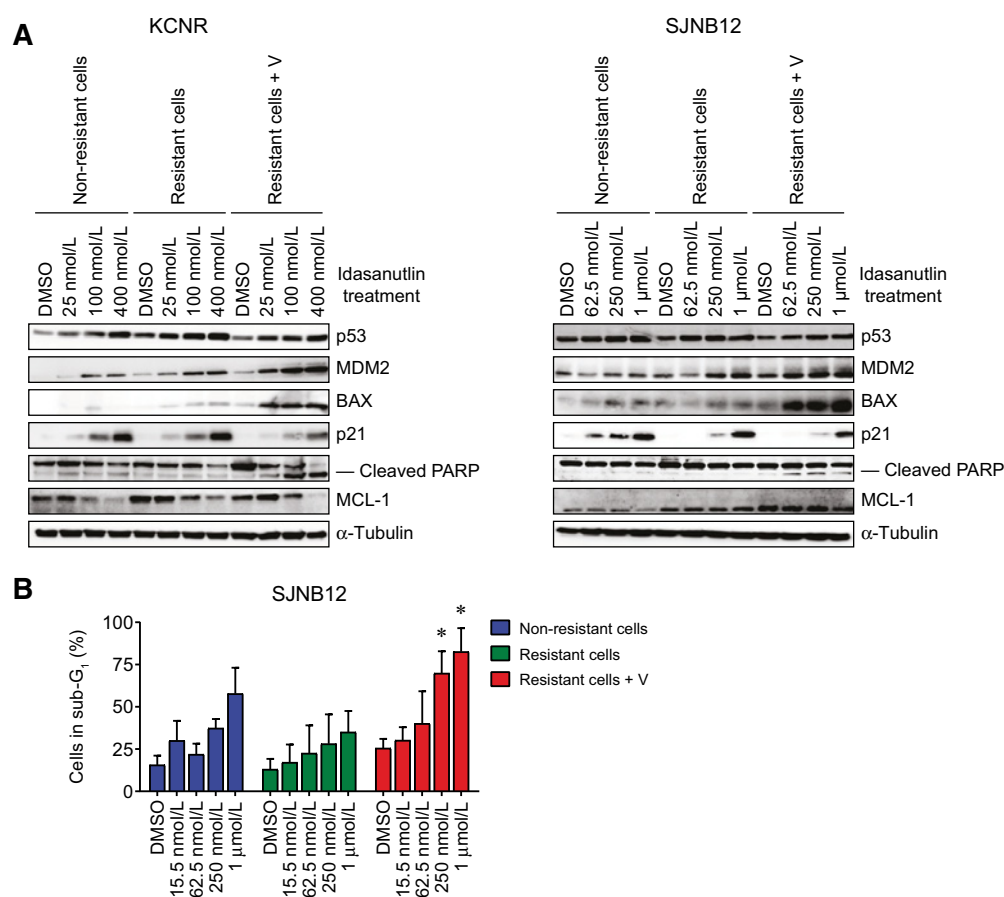 A
KCNR
SJNB12
Non-resistant cells
Resistant cells
Resistant cells + V
Non-resistant cells
Resistant cells
Resistant cells + V
DMSO
25 nmol/L
100 nmol/L
400 nmol/L
DMSO
25 nmol/L
100 nmol/L
400 nmol/L
DMSO
25 nmol/L
100 nmol/L
400 nmol/L
Idasanutlin
treatment
DMSO
62.5 nmol/L
250 nmol/L
1 μmol/L
DMSO
62.5 nmol/L
250 nmol/L
1 μmol/L
DMSO
62.5 nmol/L
250 nmol/L
1 μmol/L
Idasanutlin
treatment
p53
MDM2
BAX
p21
— Cleaved PARP
MCL-1
α-Tubulin
p53
MDM2
BAX
p21
— Cleaved PARP
MCL-1
α-Tubulin
B
SJNB12
Cells in sub-G1 (%)
100
75
50
25
0
*
*
Non-resistant cells
Resistant cells
Resistant cells + V
DMSO
15.5 nmol/L
62.5 nmol/L
250 nmol/L
1 μmol/L
DMSO
15.5 nmol/L
62.5 nmol/L
250 nmol/L
1 μmol/L
DMSO
15.5 nmol/L
62.5 nmol/L
250 nmol/L
1 μmol/L